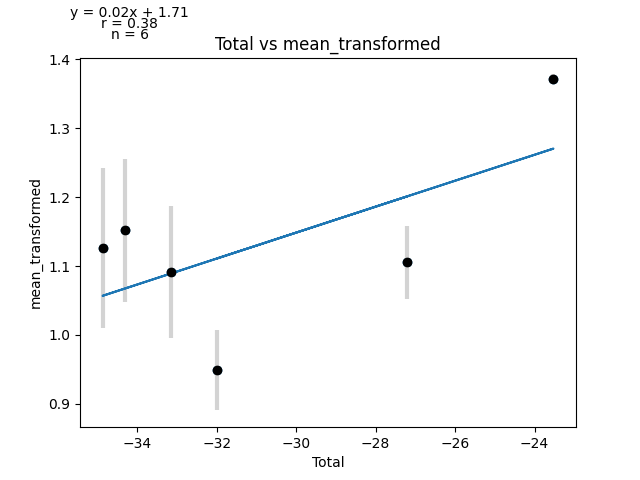 y = 0.02x + 1.71
r = 0.38
n = 6
Total vs mean_transformed
1.4
1.3
1.2
1.1
1.0
0.9
mean_transformed
−34 −32 −30 −28 −26 −24
Total